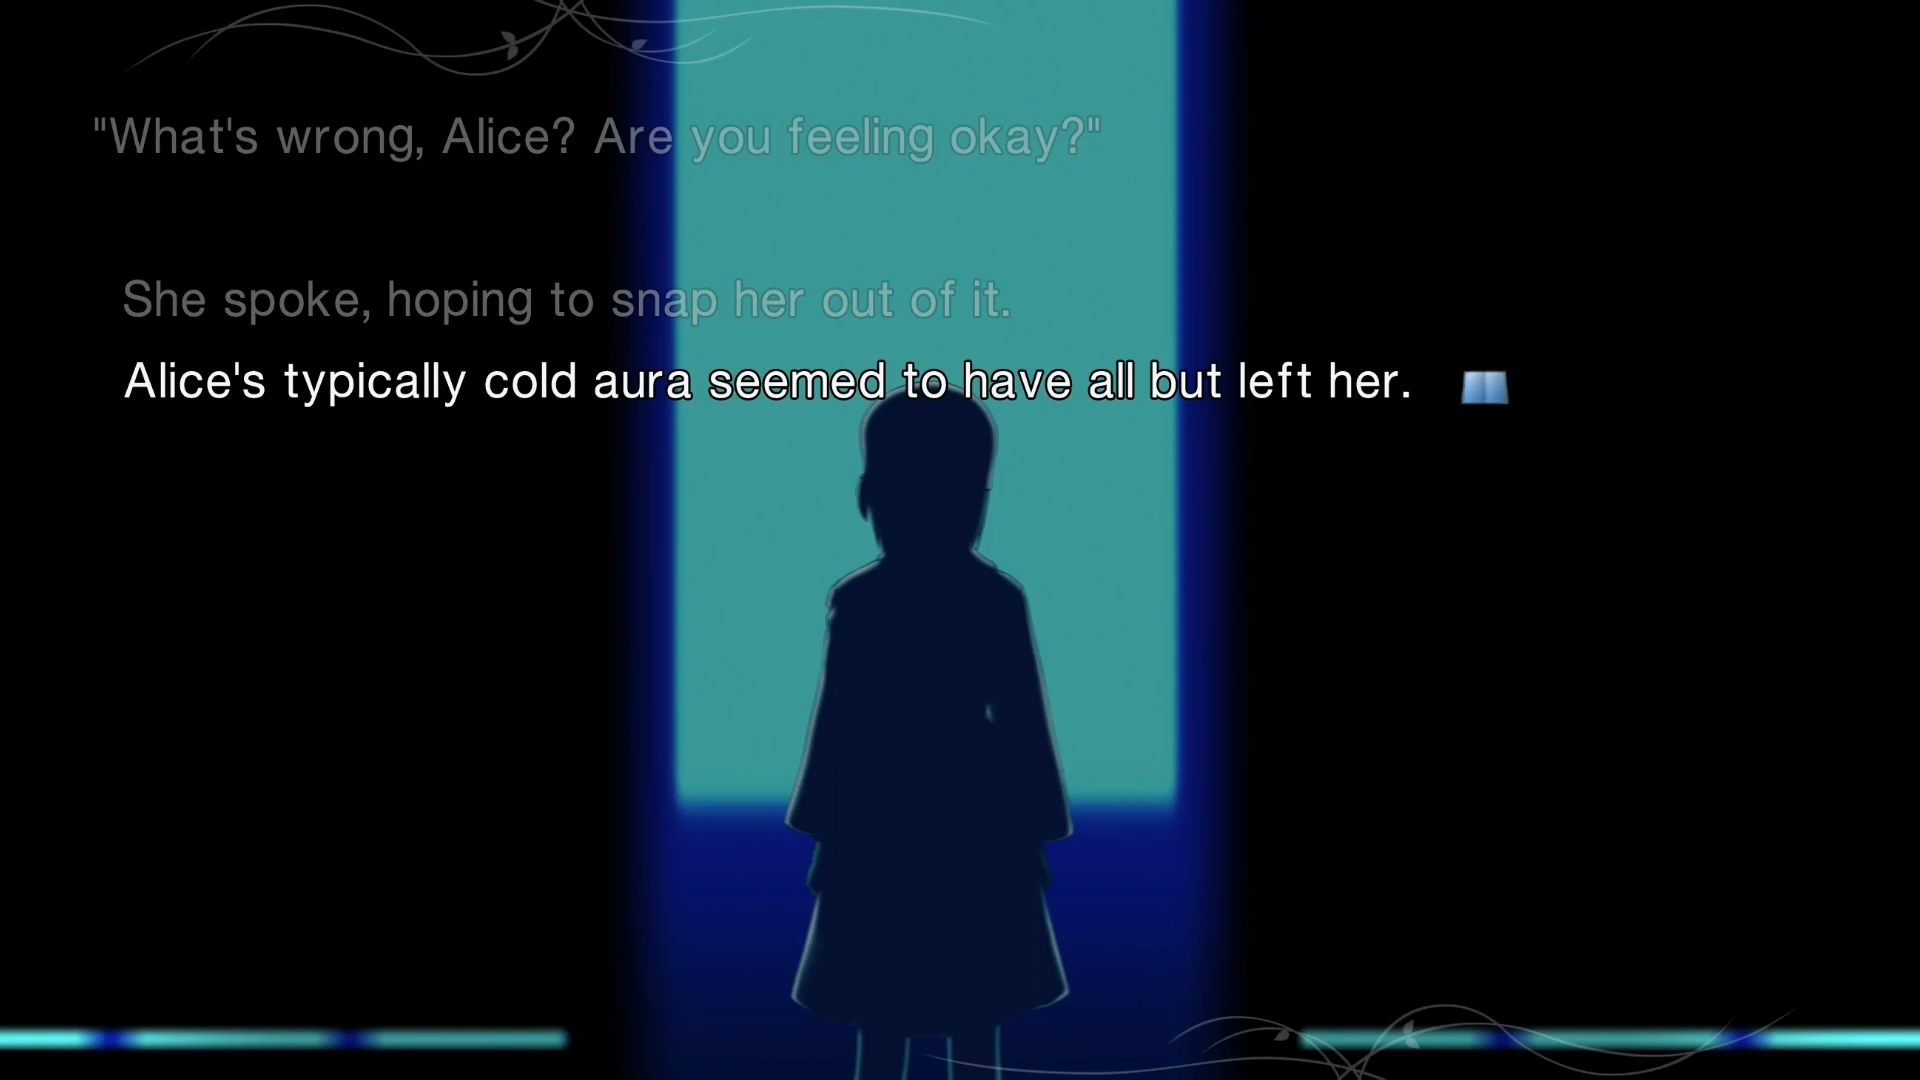 "What's wrong, Alice? Are you feeling okay?"
She spoke, hoping to snap her out of it.
Alice's typically cold aura seemed to have all but left her.